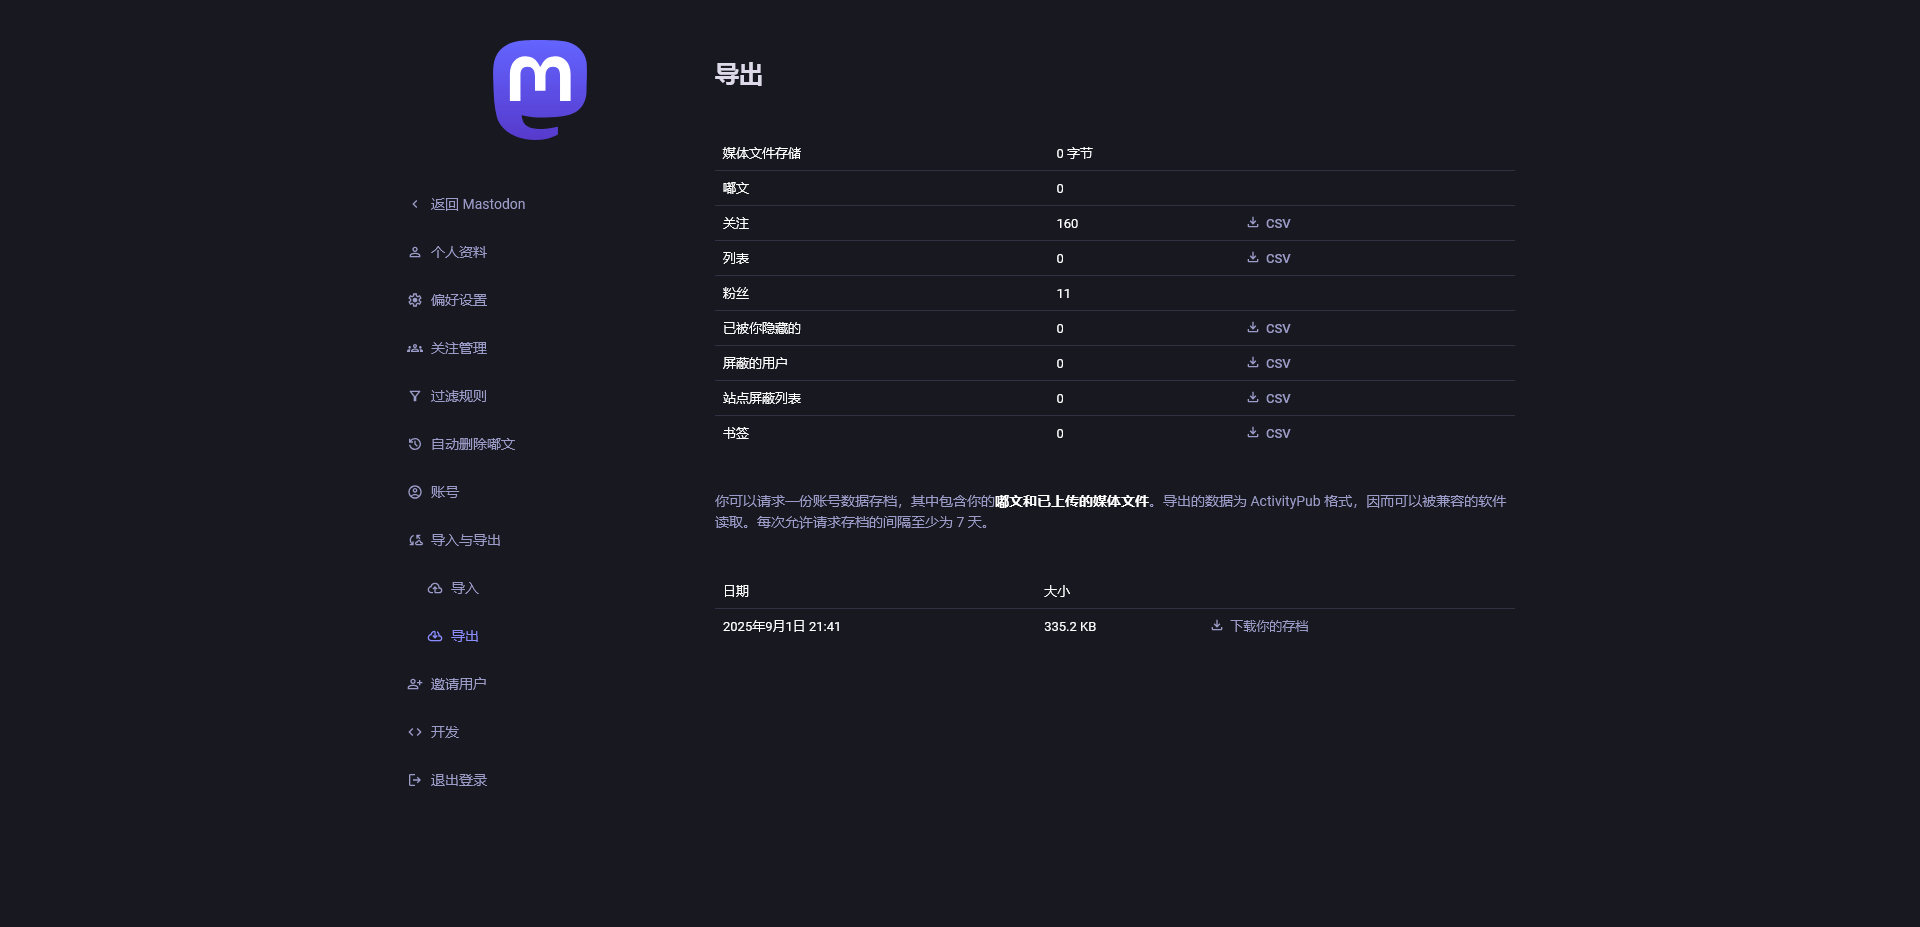 返回 Mastodon
个人资料
偏好设置
关注管理
过滤规则
自动删除嘟文
账号
导入与导出
导入
导出
邀请用户
开发
退出登录
导出
媒体文件存储 0 字节
嘟文 0
关注 160 CSV
列表 0 CSV
粉丝 11
已被你隐藏的 0 CSV
屏蔽的用户 0 CSV
站点屏蔽列表 0 CSV
书签 0 CSV
你可以请求一份账号数据存档，其中包含你的嘟文和已上传的媒体文件。导出的数据为 ActivityPub 格式，因而可以被兼容的软件
读取。每次允许请求存档的间隔至少为 7 天。
日期 大小
2025年9月1日 21:41 335.2 KB 下载你的存档